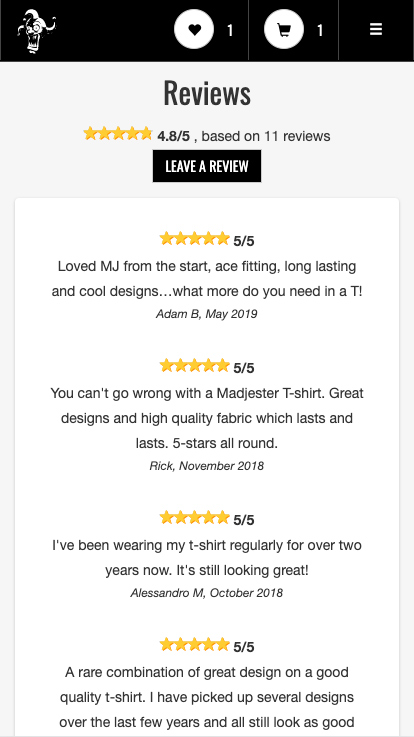 1 1
Reviews
4.8/5 , based on 11 reviews
LEAVE A REVIEW
5/5
Loved MJ from the start, ace fitting, long lasting
and cool designs…what more do you need in a T!
Adam B, May 2019
5/5
You can't go wrong with a Madjester T-shirt. Great
designs and high quality fabric which lasts and
lasts. 5-stars all round.
Rick, November 2018
5/5
I've been wearing my t-shirt regularly for over two
years now. It's still looking great!
Alessandro M, October 2018
5/5
A rare combination of great design on a good
quality t-shirt. I have picked up several designs
over the last few years and all still look as good